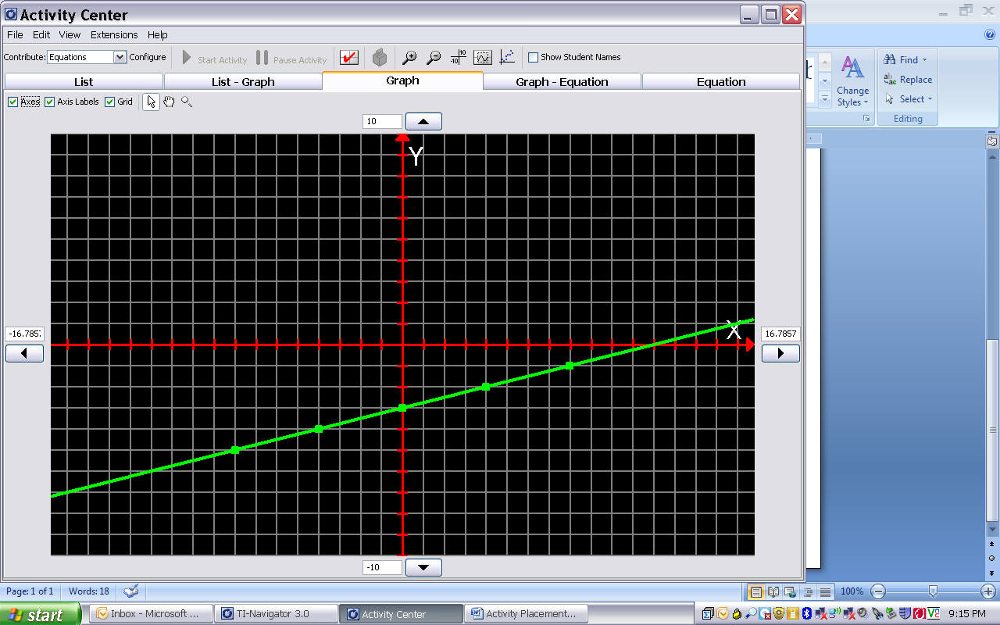 Activity Center
File Edit View Extensions Help
Contribute: Equations Configure Start Activity Pause Activity 10 -10 Show Student Names
List List - Graph Graph Graph - Equation Equation
Axes Axis Labels Grid
10
Y
-16.7857
X
16.7857
-10
Find
Replace
Select
Change
Styles
Editing
Page: 1 of 1 Words: 18 100%
start Inbox - Microsoft ... TI-Navigator 3.0 Activity Center Activity Placement... 9:15 PM